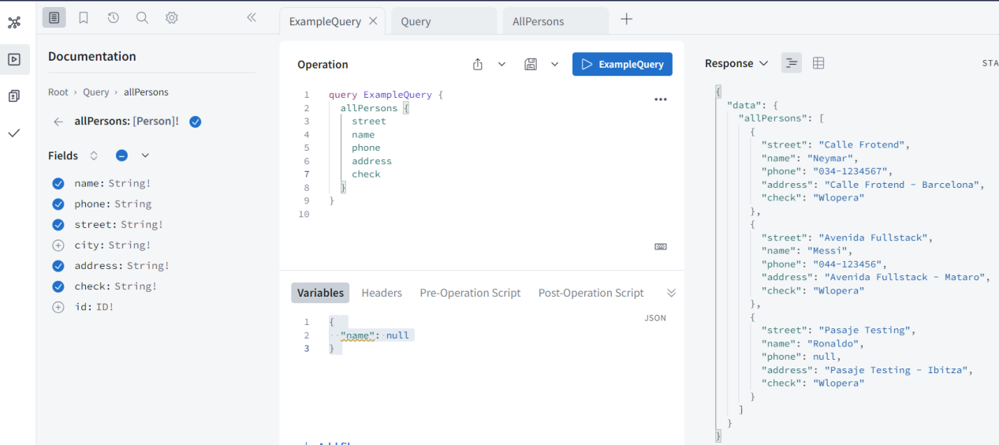 ExampleQuery
Query
AllPersons
Documentation
Root › Query › allPersons
allPersons: [Person]!
Fields
name: String!
phone: String
street: String!
city: String!
address: String!
check: String!
id: ID!
Operation
ExampleQuery
1 query ExampleQuery {
2 allPersons {
3 street
4 name
5 phone
6 address
7 check
8 }
9 }
10
Variables Headers Pre-Operation Script Post-Operation Script
JSON
1 {
2 "name": null
3 }
Response
STA
{
"data": {
"allPersons": [
{
"street": "Calle Frotend",
"name": "Neymar",
"phone": "034-1234567",
"address": "Calle Frotend - Barcelona",
"check": "Wlopera"
},
{
"street": "Avenida Fullstack",
"name": "Messi",
"phone": "044-123456",
"address": "Avenida Fullstack - Mataro",
"check": "Wlopera"
},
{
"street": "Pasaje Testing",
"name": "Ronaldo",
"phone": null,
"address": "Pasaje Testing - Ibitza",
"check": "Wlopera"
}
]
}
}